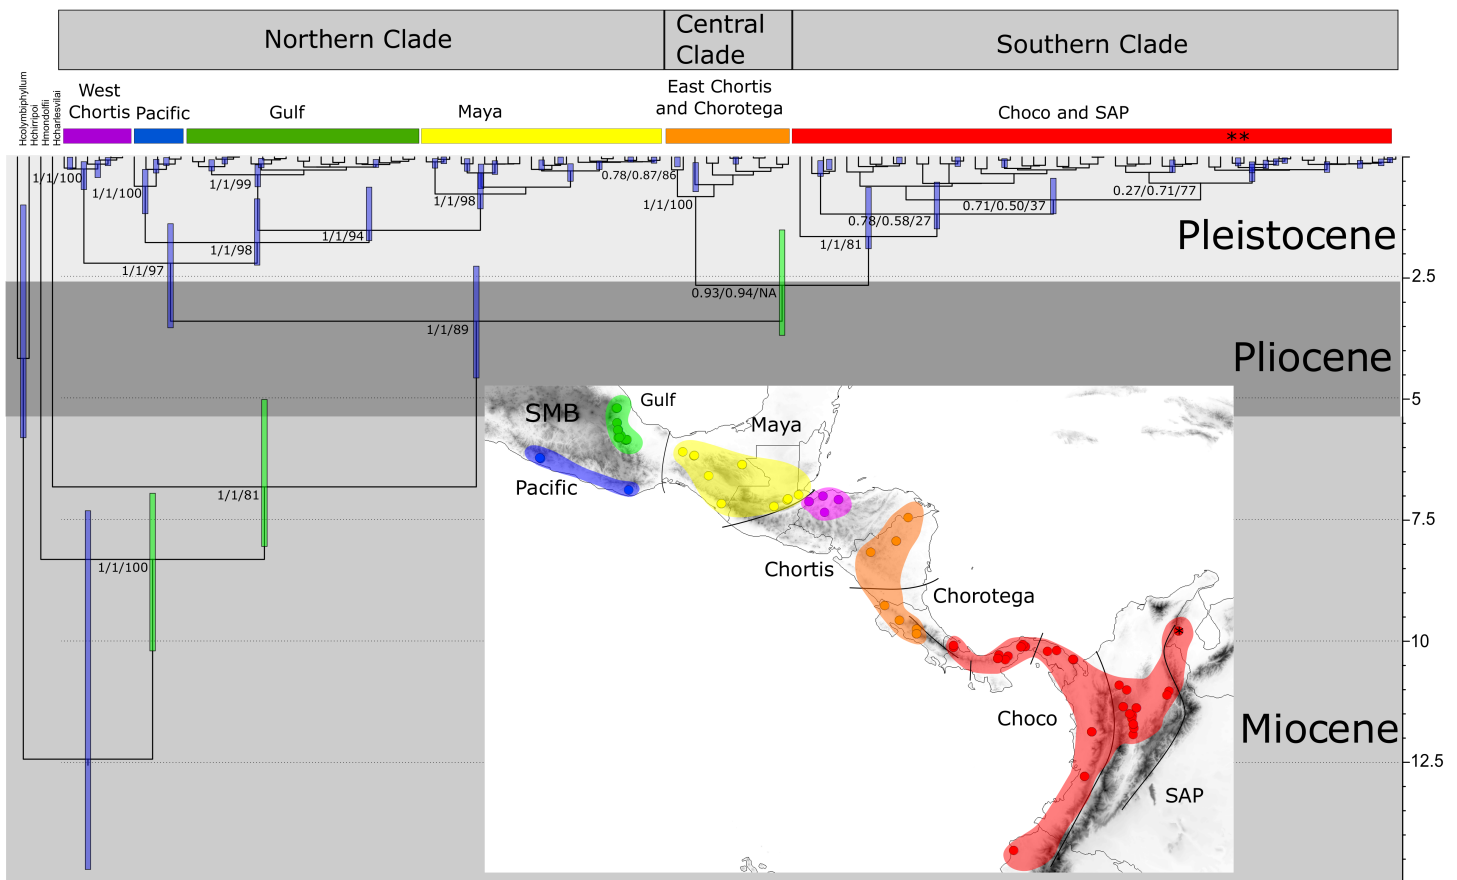 Northern Clade
Central
Clade
Southern Clade
Hcolymbiphyllum
Hchirripoi
Hmondolfii
Hcharlesvilai
West
Chortis
Pacific
Gulf
Maya
East Chortis
and Chorotega
Choco and SAP
**
1/1/100
1/1/100
1/1/99
1/1/98
0.78/0.87/86
1/1/100
0.27/0.71/77
0.71/0.50/37
0.78/0.58/27
1/1/81
1/1/94
1/1/98
1/1/97
0.93/0.94/NA
1/1/89
1/1/81
1/1/100
Pleistocene
2.5
Pliocene
5
7.5
10
Miocene
12.5
SMB
Gulf
Maya
Pacific
Chortis
Chorotega
*
Choco
SAP